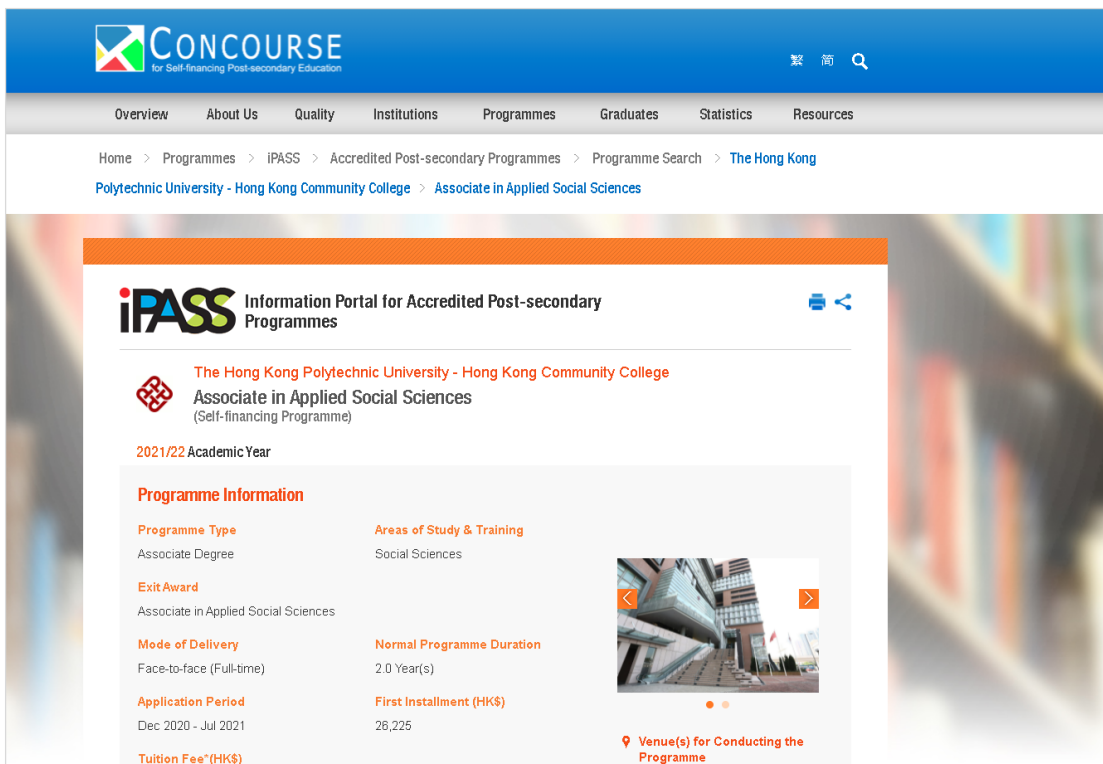 CONCOURSE
for Self-financing Post-secondary Education
繁 简
Overview About Us Quality Institutions Programmes Graduates Statistics Resources
Home > Programmes > iPASS > Accredited Post-secondary Programmes > Programme Search > The Hong Kong
Polytechnic University - Hong Kong Community College > Associate in Applied Social Sciences
iPASS Information Portal for Accredited Post-secondary
Programmes
The Hong Kong Polytechnic University - Hong Kong Community College
Associate in Applied Social Sciences
(Self-financing Programme)
2021/22 Academic Year
Programme Information
Programme Type Areas of Study & Training
Associate Degree Social Sciences
Exit Award
Associate in Applied Social Sciences
Mode of Delivery Normal Programme Duration
Face-to-face (Full-time) 2.0 Year(s)
Application Period First Installment (HK$)
Dec 2020 - Jul 2021 26,225
Venue(s) for Conducting the
Programme
Tuition Fee*(HK$)